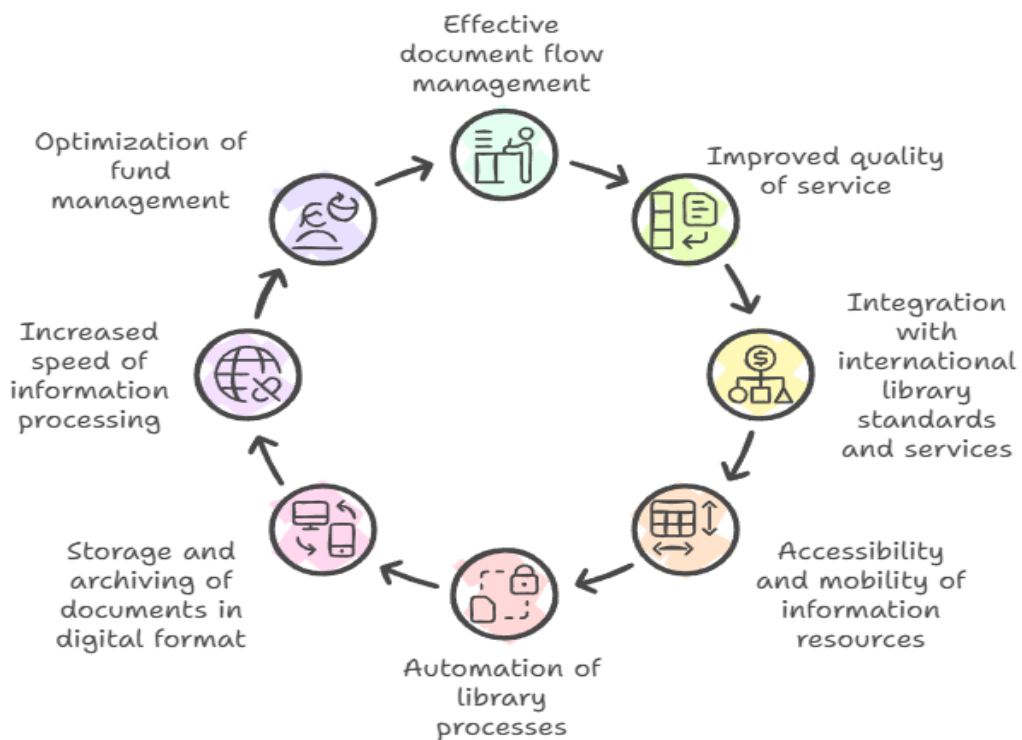 Effective
document flow
management
Improved quality
of service
Integration
with
international
library
standards
and services
Accessibility
and mobility of
information
resources
Automation of
library
processes
Storage and
archiving of
documents in
digital format
Increased
speed of
information
processing
Optimization of
fund
management
$